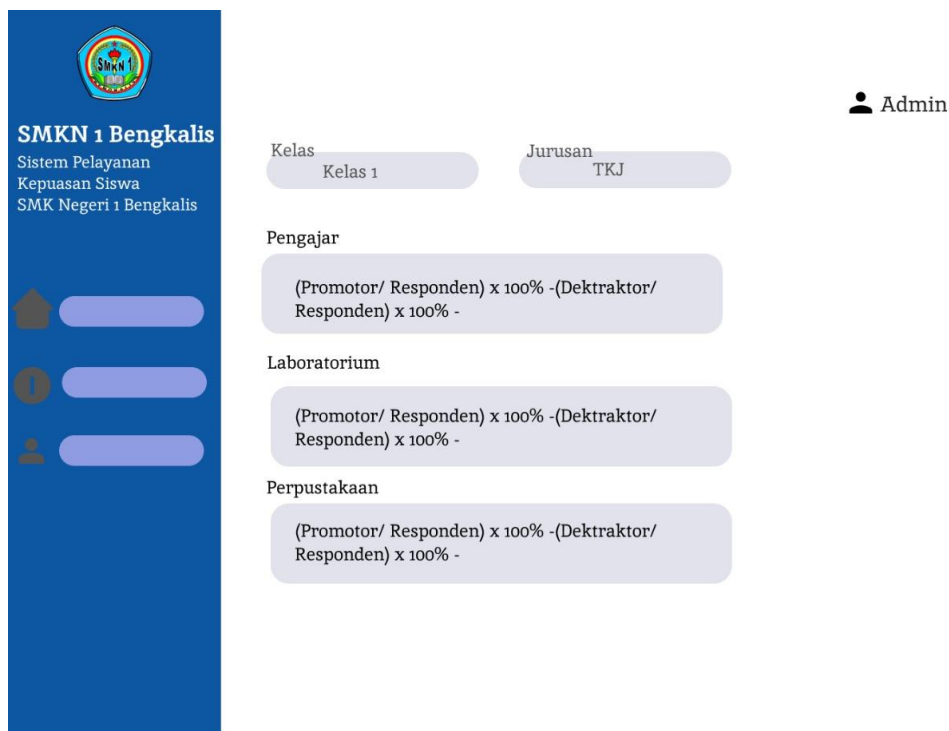 SMKN 1
SMKN 1 Bengkalis
Sistem Pelayanan
Kepuasan Siswa
SMK Negeri 1 Bengkalis
Admin
Kelas
Kelas 1
Jurusan
TKJ
Pengajar
(Promotor/ Responden) x 100% -(Dektraktor/
Responden) x 100% -
Laboratorium
(Promotor/ Responden) x 100% -(Dektraktor/
Responden) x 100% -
Perpustakaan
(Promotor/ Responden) x 100% -(Dektraktor/
Responden) x 100% -